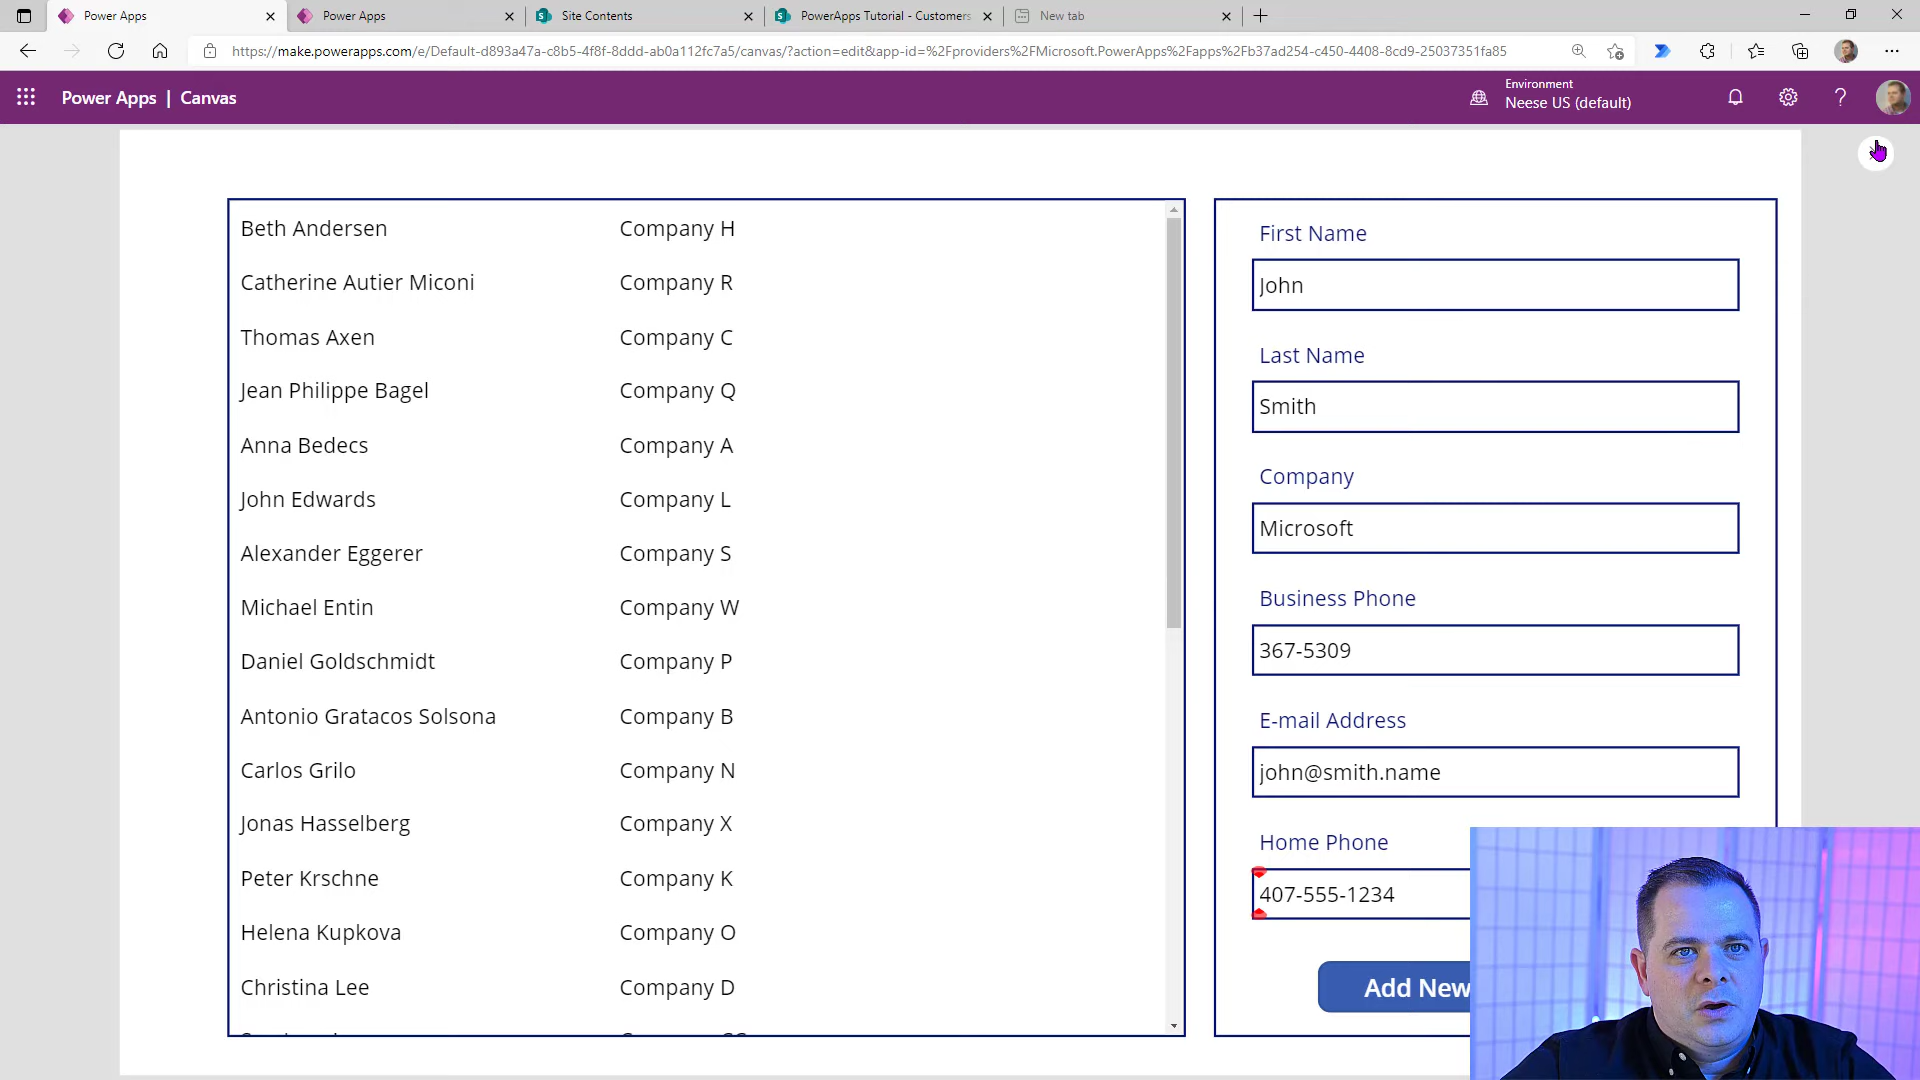 Power Apps
Power Apps
Site Contents
PowerApps Tutorial - Customers
New tab
https://make.powerapps.com/e/Default-d893a47a-c8b5-4f8f-8ddd-ab0a112fc7a5/canvas/?action=edit&app-id=%2Fproviders%2FMicrosoft.PowerApps%2Fapps%2Fb37ad254-c450-4408-8cd9-25037351fa85
Power Apps | Canvas
Environment
Neese US (default)
Beth Andersen Company H
Catherine Autier Miconi Company R
Thomas Axen Company C
Jean Philippe Bagel Company Q
Anna Bedecs Company A
John Edwards Company L
Alexander Eggerer Company S
Michael Entin Company W
Daniel Goldschmidt Company P
Antonio Gratacos Solsona Company B
Carlos Grilo Company N
Jonas Hasselberg Company X
Peter Krschne Company K
Helena Kupkova Company O
Christina Lee Company D
First Name
John
Last Name
Smith
Company
Microsoft
Business Phone
367-5309
E-mail Address
john@smith.name
Home Phone
407-555-1234
Add New